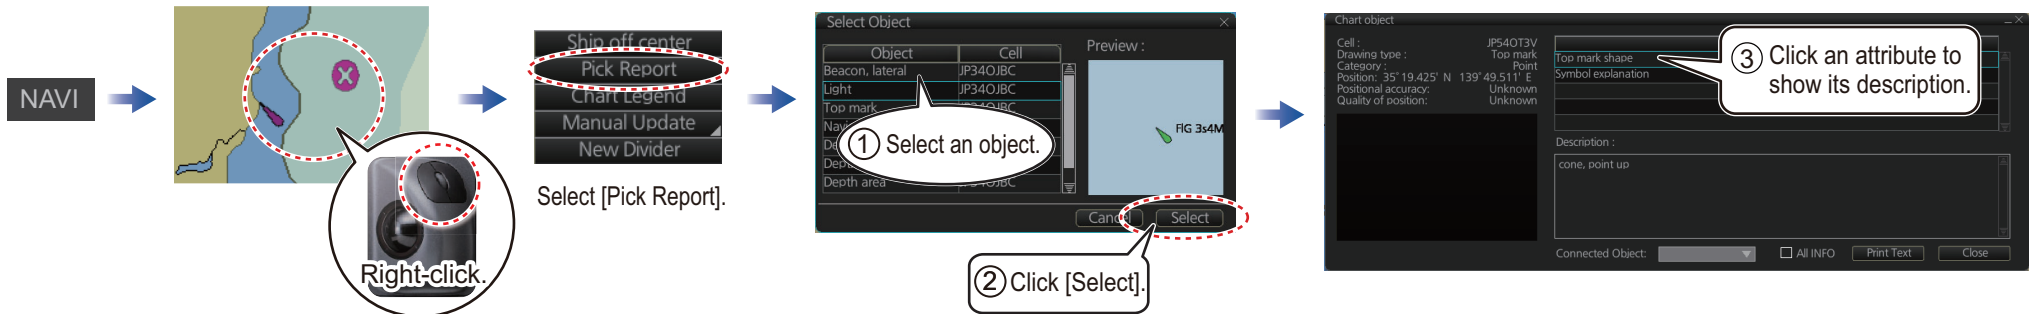 NAVI
Right-click.
Ship off center
Pick Report
Chart Legend
Manual Update
New Divider
Select [Pick Report].
Select Object
Object Cell
Beacon, lateral JP34OJBC
Light JP34OJBC
Top mark
Depth area
Preview :
FlG 3s4M
① Select an object.
Cancel Select
② Click [Select].
Chart object
Cell : JP54OT3V
Drawing type : Top mark
Category : Point
Position: 35°19.425' N 139°49.511' E
Positional accuracy: Unknown
Quality of position: Unknown
Top mark shape
Symbol explanation
③ Click an attribute to
show its description.
Description :
cone, point up
Connected Object: All INFO Print Text Close